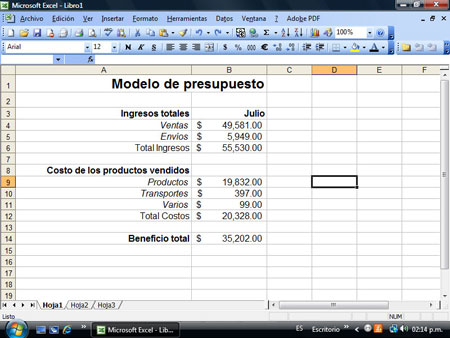 Microsoft Excel - Libro1
Archivo Edición Ver Insertar Formato Herramientas Datos Ventana ? Adobe PDF
100%
Arial 12 N K S
A B C D E F
1 Modelo de presupuesto
2
3 Ingresos totales Julio
4 Ventas $ 49,581.00
5 Envios $ 5,949.00
6 Total Ingresos $ 55,530.00
7
8 Costo de los productos vendidos
9 Productos $ 19,832.00
10 Transportes $ 397.00
11 Varios $ 99.00
12 Total Costos $ 20,328.00
13
14 Beneficio total $ 35,202.00
15
16
17
18
19
Hoja1 Hoja2 Hoja3
Listo NUM
Microsoft Excel - Lib... ES Escritorio 02:14 p.m.